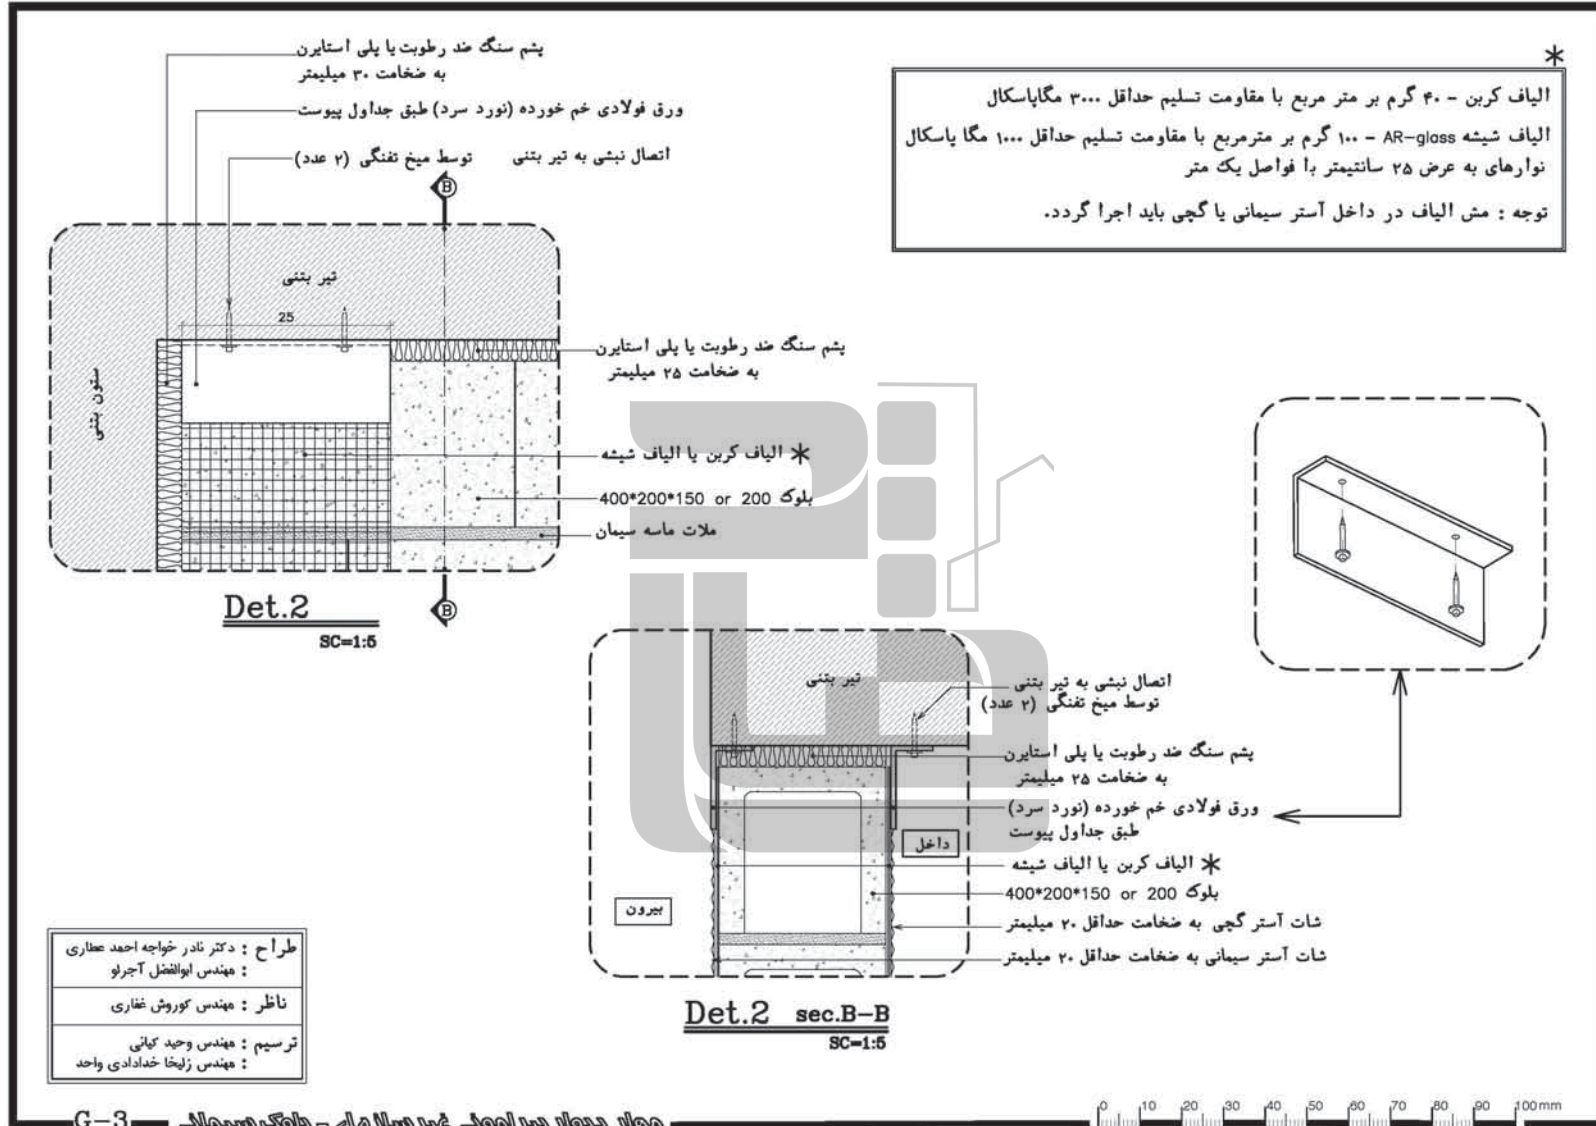 پشم سنگ ضد رطوبت یا پلی استایرن
به ضخامت ۳۰ میلیمتر
ورق فولادی خم خورده (نورد سرد) طبق جداول پیوست
اتصال نبشی به تیر بتنی توسط میخ تفنگی (۲ عدد)
B
تیر بتنی
25
ستون بتنی
پشم سنگ ضد رطوبت یا پلی استایرن
به ضخامت ۲۵ میلیمتر
* الیاف کربن یا الیاف شیشه
بلوک 400*200*150 or 200
ملات ماسه سیمان
B
Det.2
SC=1:5
*
الیاف کربن - ۴۰ گرم بر متر مربع با مقاومت تسلیم حداقل ۳۰۰۰ مگاپاسکال
الیاف شیشه AR-glass - ۱۰۰ گرم بر مترمربع با مقاومت تسلیم حداقل ۱۰۰۰ مگا پاسکال
نوارهای به عرض ۲۵ سانتیمتر با فواصل یک متر
توجه : مش الیاف در داخل آستر سیمانی یا گچی باید اجرا گردد.
تیر بتنی
اتصال نبشی به تیر بتنی
توسط میخ تفنگی (۲ عدد)
پشم سنگ ضد رطوبت یا پلی استایرن
به ضخامت ۲۵ میلیمتر
ورق فولادی خم خورده (نورد سرد)
طبق جداول پیوست
داخل
* الیاف کربن یا الیاف شیشه
بلوک 400*200*150 or 200
بیرون
شات آستر گچی به ضخامت حداقل ۲۰ میلیمتر
شات آستر سیمانی به ضخامت حداقل ۲۰ میلیمتر
Det.2 sec.B-B
SC=1:5
طراح : دکتر نادر خواجه احمد عطاری
: مهندس ابوالفضل آجرلو
ناظر : مهندس کوروش غفاری
ترسیم : مهندس وحید کیانی
: مهندس زلیخا خدادادی واحد
G-3
مهار دیوار پیرامونی غیر سازه ای - بلوک سیمانی
0 10 20 30 40 50 60 70 80 90 100mm